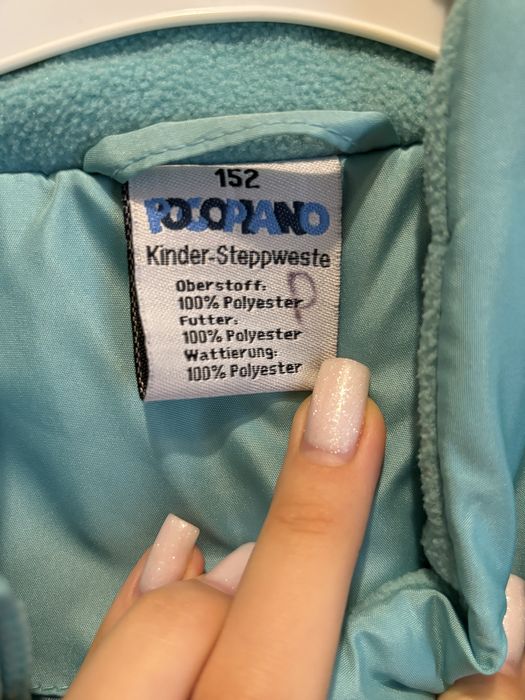 152
POCOPIANO
Kinder-Steppweste
Oberstoff:
100% Polyester
Futter:
100% Polyester
Wattierung:
100% Polyester
P